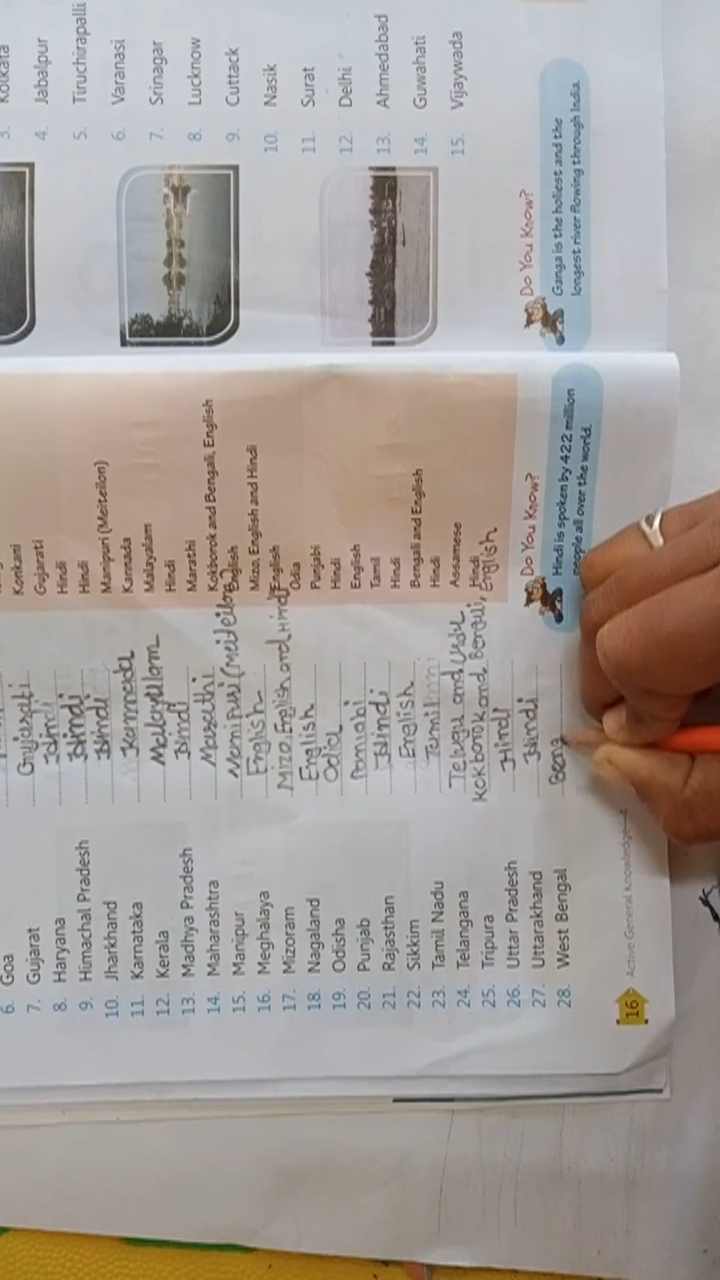 6. Goa
7. Gujarat Gujarati
8. Haryana Hindi
9. Himachal Pradesh Hindi
10. Jharkhand Hindi
11. Karnataka Kannada
12. Kerala Malayalam
13. Madhya Pradesh Hindi
14. Maharashtra Marathi
15. Manipur Manipuri (Meiteilon)
16. Meghalaya English
17. Mizoram Mizo, English and Hindi
18. Nagaland English
19. Odisha Odia
20. Punjab Panjabi
21. Rajasthan Hindi
22. Sikkim English
23. Tamil Nadu Tamil
24. Telangana Telugu and Urdu
25. Tripura Kokborok and Bengali, English
26. Uttar Pradesh Hindi
27. Uttarakhand Hindi
28. West Bengal Beng
16 Active General Knowledge—4
Konkani
Gujarati
Hindi
Hindi
Manipuri (Meiteilon)
Kannada
Malayalam
Hindi
Marathi
Kokborok and Bengali, English
English
Mizo, English and Hindi
English
Odia
Punjabi
Hindi
English
Tamil
Hindi
Bengali and English
Hindi
Assamese
Hindi
Do You Know?
Hindi is spoken by 422 million
people all over the world.
3. Kolkata
4. Jabalpur
5. Tiruchirapalli
6. Varanasi
7. Srinagar
8. Lucknow
9. Cuttack
10. Nasik
11. Surat
12. Delhi
13. Ahmedabad
14. Guwahati
15. Vijaywada
Do You Know?
Ganga is the holiest and the
longest river flowing through India.